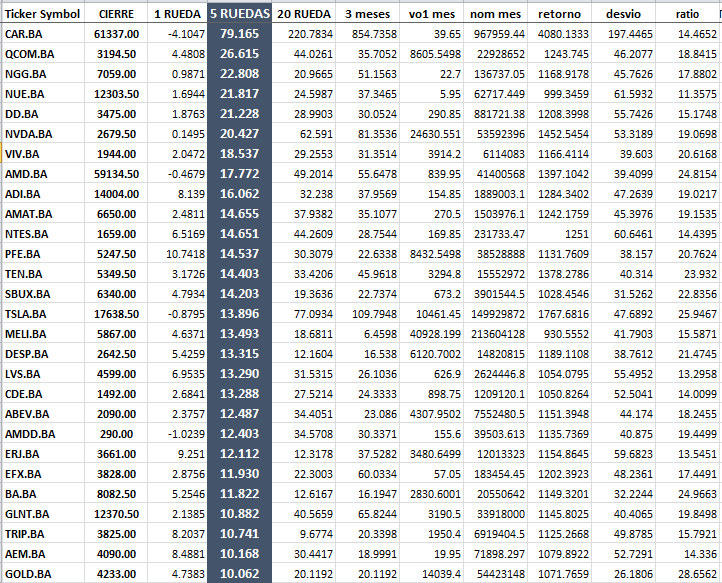 Ticker Symbol CIERRE 1 RUEDA 5 RUEDAS 20 RUEDA 3 meses vo1 mes nom mes retorno desvio ratio
CAR.BA 61337.00 -4.1047 79.165 220.7834 854.7358 39.65 967959.44 4080.1333 197.4465 14.4652
QCOM.BA 3194.50 4.4808 26.615 44.0261 35.7052 8605.5498 22928652 1243.745 46.2077 18.8415
NGG.BA 7059.00 0.9871 22.808 20.9665 51.1563 22.7 136737.05 1168.9178 45.7626 17.8802
NUE.BA 12303.50 1.6944 21.817 24.5987 37.3465 5.95 62717.449 999.3459 61.5932 11.3575
DD.BA 3475.00 1.8763 21.228 28.9903 30.0524 290.85 881721.38 1208.3998 55.7426 15.1748
NVDA.BA 2679.50 0.1495 20.427 62.591 81.3536 24630.551 53592396 1452.5454 53.3189 19.0698
VIV.BA 1944.00 2.0472 18.537 29.2553 31.3514 3914.2 6114083 1166.4114 39.603 20.6168
AMD.BA 59134.50 -0.4679 17.772 49.2014 55.6478 839.95 41400568 1397.1042 39.4099 24.8154
ADI.BA 14004.00 8.139 16.062 32.238 37.9569 154.85 1889003.1 1284.3402 47.2639 19.0217
AMAT.BA 6650.00 2.4811 14.655 37.9382 35.1077 270.5 1503976.1 1242.1759 45.3976 19.1535
NTES.BA 1659.00 6.5169 14.651 44.2609 28.7544 169.85 231733.47 1251 60.6461 14.4395
PFE.BA 5247.50 10.7418 14.537 30.3079 22.6338 8432.5498 38528888 1131.7609 38.157 20.7624
TEN.BA 5349.50 3.1726 14.403 33.4206 45.9618 3294.8 15552972 1378.2786 40.314 23.932
SBUX.BA 6340.00 4.7934 14.203 19.3636 22.7374 673.2 3901544.5 1028.4546 31.5262 22.8356
TSLA.BA 17638.50 -0.8795 13.896 77.0934 109.7948 10461.45 149929872 1767.6816 47.6892 25.9467
MELI.BA 5867.00 4.6371 13.493 18.6811 6.4598 40928.199 213604128 930.5552 41.7903 15.5871
DESP.BA 2642.50 5.4259 13.315 12.1604 16.538 6120.7002 14820815 1189.1108 38.7612 21.4745
LVS.BA 4599.00 6.9535 13.290 31.5315 26.1036 626.9 2624446.8 1054.0795 55.4952 13.2958
CDE.BA 1492.00 2.6841 13.288 27.5214 24.3333 898.75 1209120.1 1050.8264 52.5041 14.0099
ABEV.BA 2090.00 2.3757 12.487 34.4051 23.086 4307.9502 7552480.5 1151.3948 44.174 18.2455
AMDD.BA 290.00 -1.0239 12.403 34.5708 30.3371 155.6 39503.613 1135.7369 40.875 19.4499
ERJ.BA 3661.00 9.251 12.112 12.3178 37.5282 3480.6499 12013323 1154.8645 59.6823 13.5451
EFX.BA 3828.00 2.8756 11.930 22.3003 60.0334 57.05 183454.45 1202.3923 48.2361 17.4491
BA.BA 8082.50 5.2546 11.822 12.6167 16.1947 2830.6001 20550642 1149.3201 32.2244 24.9663
GLNT.BA 12370.50 2.1385 10.882 40.5659 65.8244 3190.5 33918000 1145.8025 40.4065 19.8498
TRIP.BA 3825.00 8.2037 10.741 9.6774 20.3398 1950.4 6919404.5 1125.2668 49.8785 15.7921
AEM.BA 4090.00 8.4881 10.168 30.4417 18.9991 19.95 71898.297 1079.8922 52.7291 14.336
GOLD.BA 4233.00 4.7383 10.062 20.1192 20.1192 14039.4 54423148 1071.7659 26.1806 28.6562